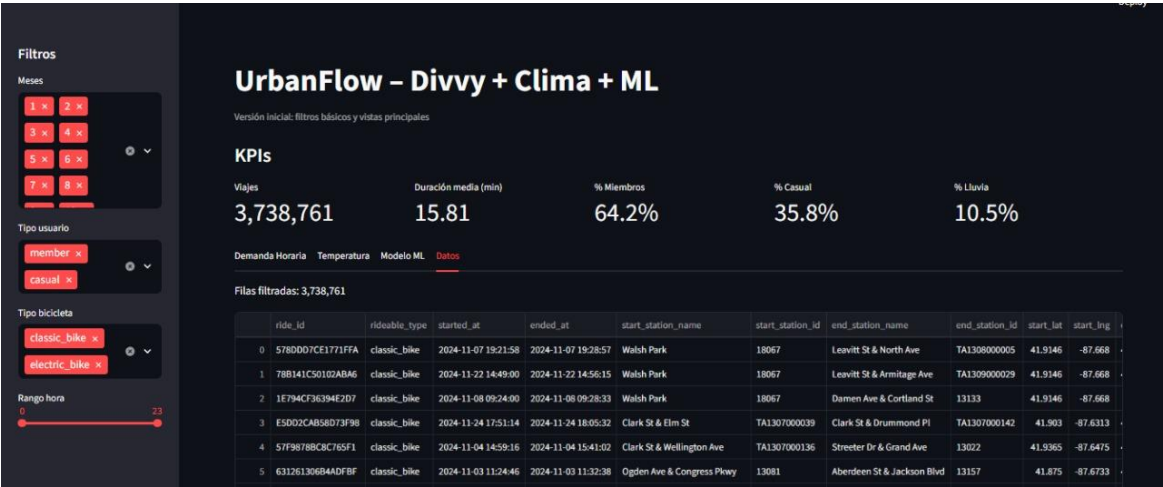 Deploy
Filtros
Meses
1 × 2 ×
3 × 4 ×
5 × 6 ×
7 × 8 ×
Tipo usuario
member ×
casual ×
Tipo bicicleta
classic_bike ×
electric_bike ×
Rango hora
0 23
UrbanFlow – Divvy + Clima + ML
Versión inicial: filtros básicos y vistas principales
KPIs
Viajes Duración media (min) % Miembros % Casual % Lluvia
3,738,761 15.81 64.2% 35.8% 10.5%
Demanda Horaria Temperatura Modelo ML Datos
Filas filtradas: 3,738,761
ride_id rideable_type started_at ended_at start_station_name start_station_id end_station_name end_station_id start_lat start_lng
0 578DDD7CE1771FFA classic_bike 2024-11-07 19:21:58 2024-11-07 19:28:57 Walsh Park 18067 Leavitt St & North Ave TA1308000005 41.9146 -87.668
1 78B141C50102ABA6 classic_bike 2024-11-22 14:49:00 2024-11-22 14:56:15 Walsh Park 18067 Leavitt St & Armitage Ave TA1309000029 41.9146 -87.668
2 1E794CF36394E2D7 classic_bike 2024-11-08 09:24:00 2024-11-08 09:28:33 Walsh Park 18067 Damen Ave & Cortland St 13133 41.9146 -87.668
3 E5DD2CAB58D73F98 classic_bike 2024-11-24 17:51:14 2024-11-24 18:05:32 Clark St & Elm St TA1307000039 Clark St & Drummond Pl TA1307000142 41.903 -87.6313
4 57F9878BC8C765F1 classic_bike 2024-11-04 14:59:16 2024-11-04 15:41:02 Clark St & Wellington Ave TA1307000136 Streeter Dr & Grand Ave 13022 41.9365 -87.6475
5 631261306B4ADFBF classic_bike 2024-11-03 11:24:46 2024-11-03 11:32:38 Ogden Ave & Congress Pkwy 13081 Aberdeen St & Jackson Blvd 13157 41.875 -87.6733